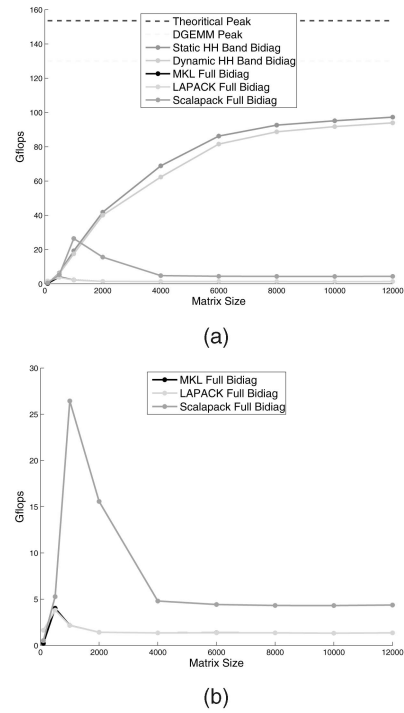 160
140
120
100
80
60
40
20
0
Gflops
Theoritical Peak
DGEMM Peak
Static HH Band Bidiag
Dynamic HH Band Bidiag
MKL Full Bidiag
LAPACK Full Bidiag
Scalapack Full Bidiag
0 2000 4000 6000 8000 10000 12000
Matrix Size
(a)
30
25
20
15
10
5
0
Gflops
MKL Full Bidiag
LAPACK Full Bidiag
Scalapack Full Bidiag
0 2000 4000 6000 8000 10000 12000
Matrix Size
(b)